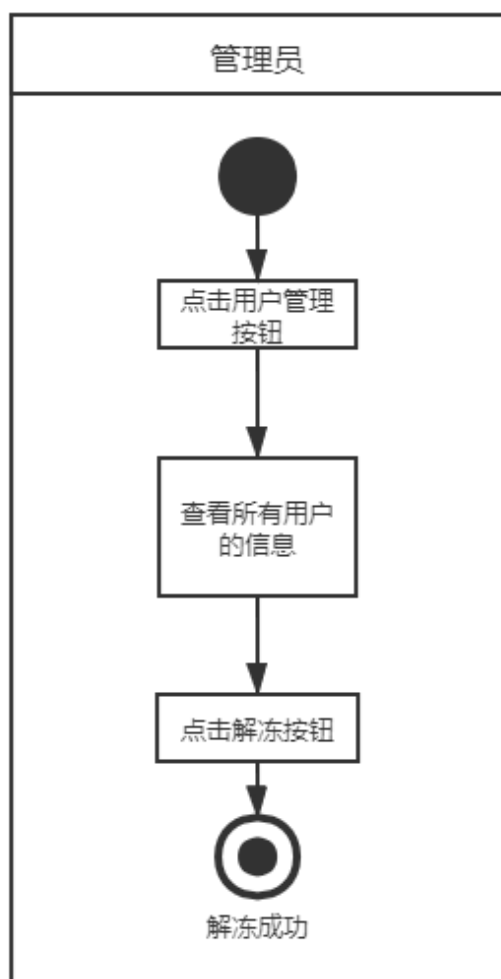 管理员
点击用户管理
按钮
查看所有用户
的信息
点击解冻按钮
解冻成功